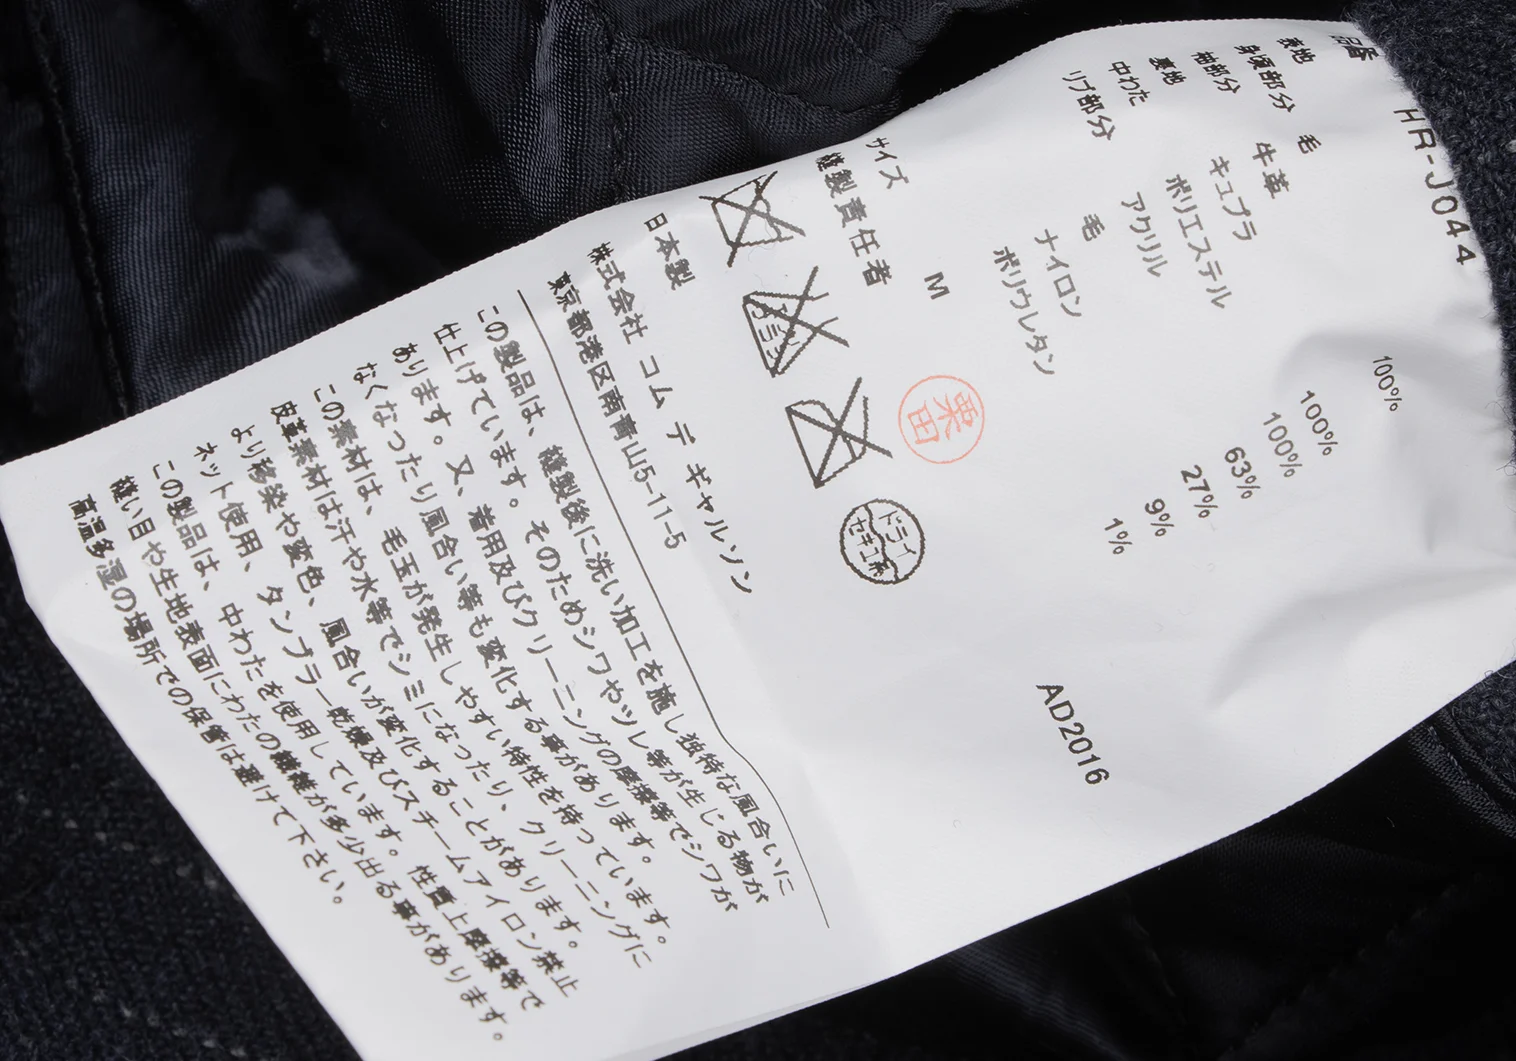 品番 HR-J044
表地
身頃部分 毛 100%
袖部分 牛革
裏地 キュプラ 100%
中わた ポリエステル 100%
リブ部分 アクリル 63%
毛 27%
ナイロン 9%
ポリウレタン 1%
サイズ M AD2016
縫製責任者 栗田
ドライ
セキユ系
日本製
株式会社 コム デ ギャルソン
東京都港区南青山5-11-5
この製品は、縫製後に洗い加工を施し独特な風合いに
仕上げています。そのためシワやツレ等が生じる物が
あります。又、着用及びクリーニングの摩擦等でシワが
なくなったり風合い等も変化する事があります。
この素材は、毛玉が発生しやすい特性を持っています。
皮革素材は汗や水等でシミになったり、クリーニングに
より移染や変色、風合いが変化することがあります。
ネット使用、タンブラー乾燥及びスチームアイロン禁止
この製品は、中わたを使用しています。性質上摩擦等で
縫い目や生地表面にわたの繊維が多少出る事があります。
高温多湿の場所での保管は避けて下さい。